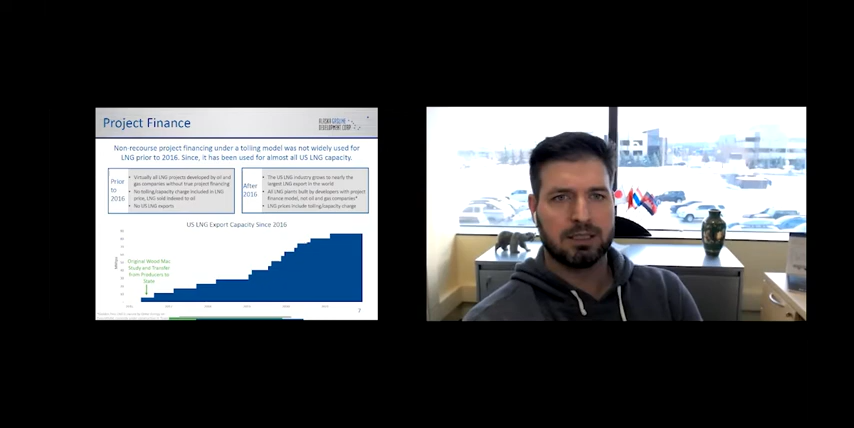 Project Finance
ALASKA GASLINE
DEVELOPMENT CORP.
Non-recourse project financing under a tolling model was not widely used for
LNG prior to 2016. Since, it has been used for almost all US LNG capacity.
Prior
to
2016
• Virtually all LNG projects developed by oil and
gas companies without true project financing
• No tolling/capacity charge included in LNG
price, LNG sold indexed to oil
• No US LNG exports
After
2016
• The US LNG industry grows to nearly the
largest LNG export in the world
• All LNG plants built by developers with project
finance model, not oil and gas companies*
• LNG prices include tolling/capacity charge
US LNG Export Capacity Since 2016
Original Wood Mac
Study and Transfer
from Producers to
State
7